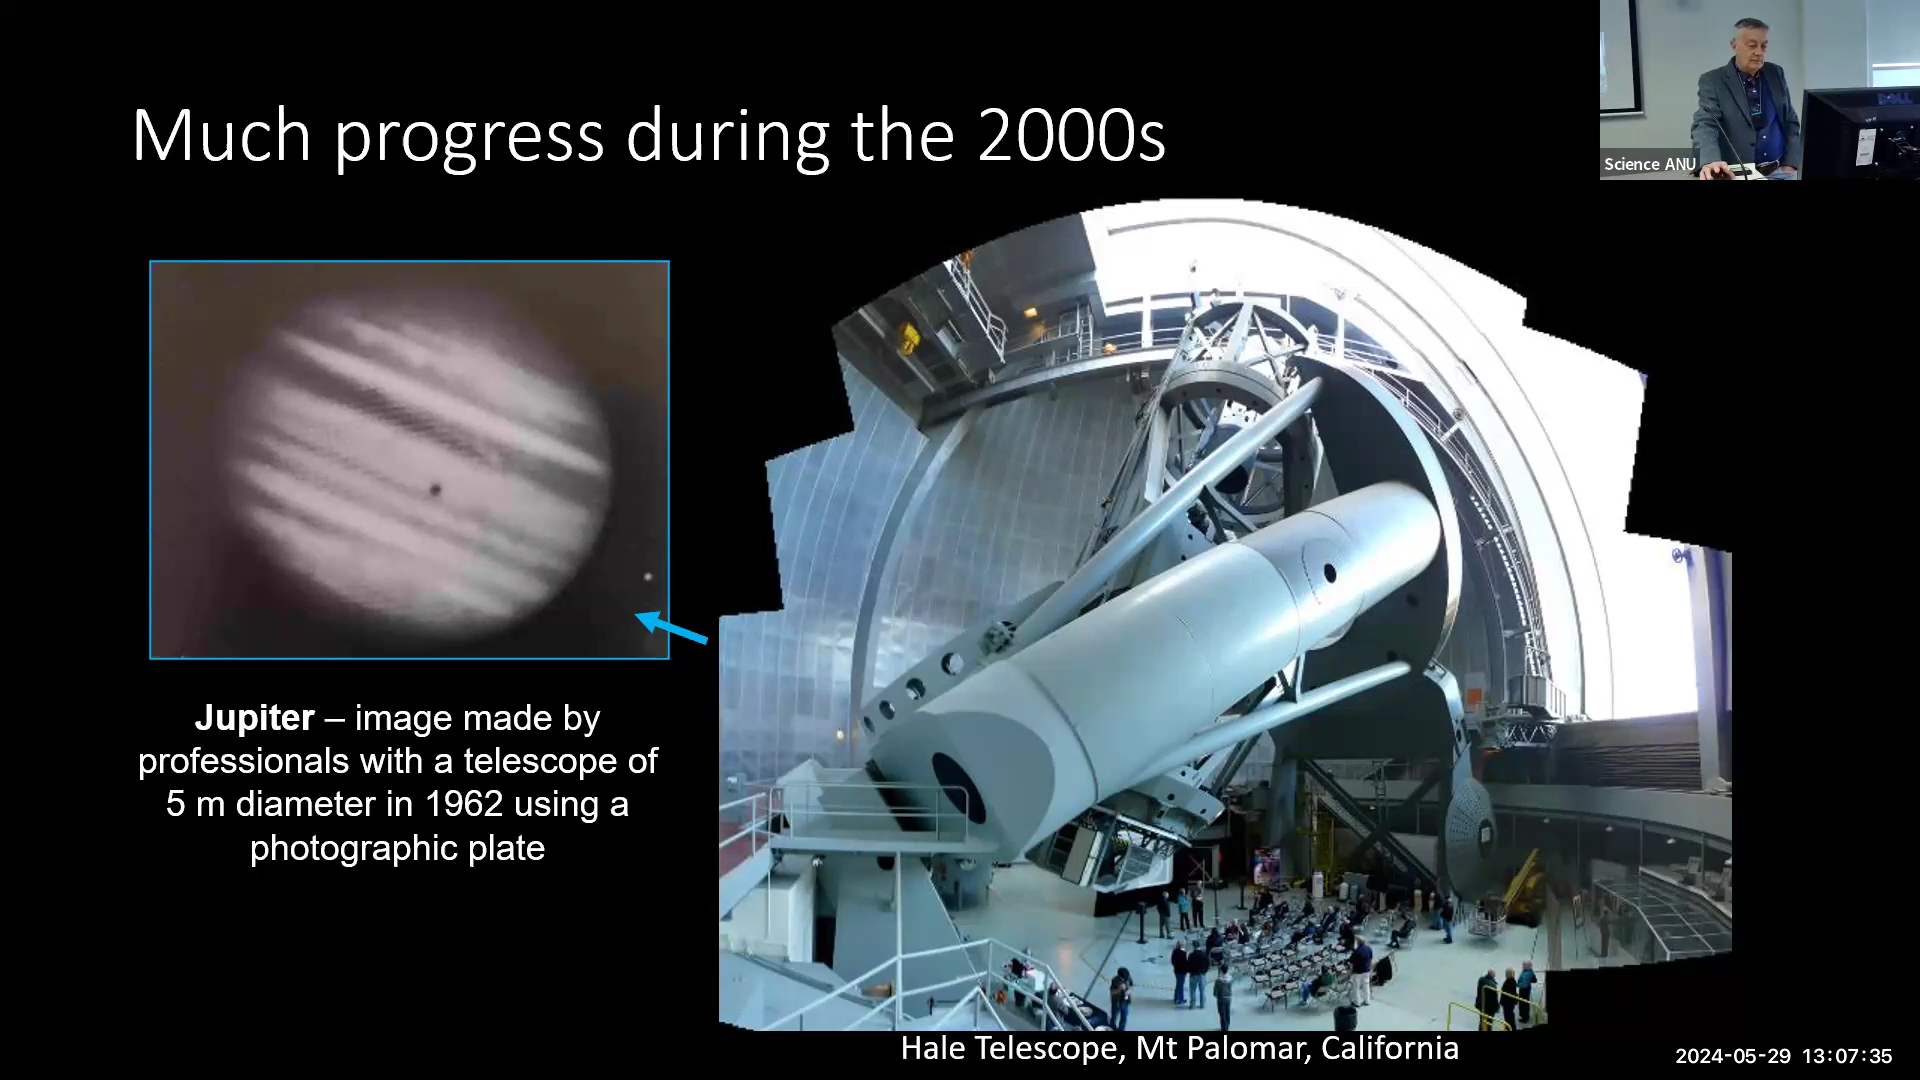 Much progress during the 2000s
Science ANU
Jupiter – image made by
professionals with a telescope of
5 m diameter in 1962 using a
photographic plate
Hale Telescope, Mt Palomar, California
2024-05-29 13:07:35